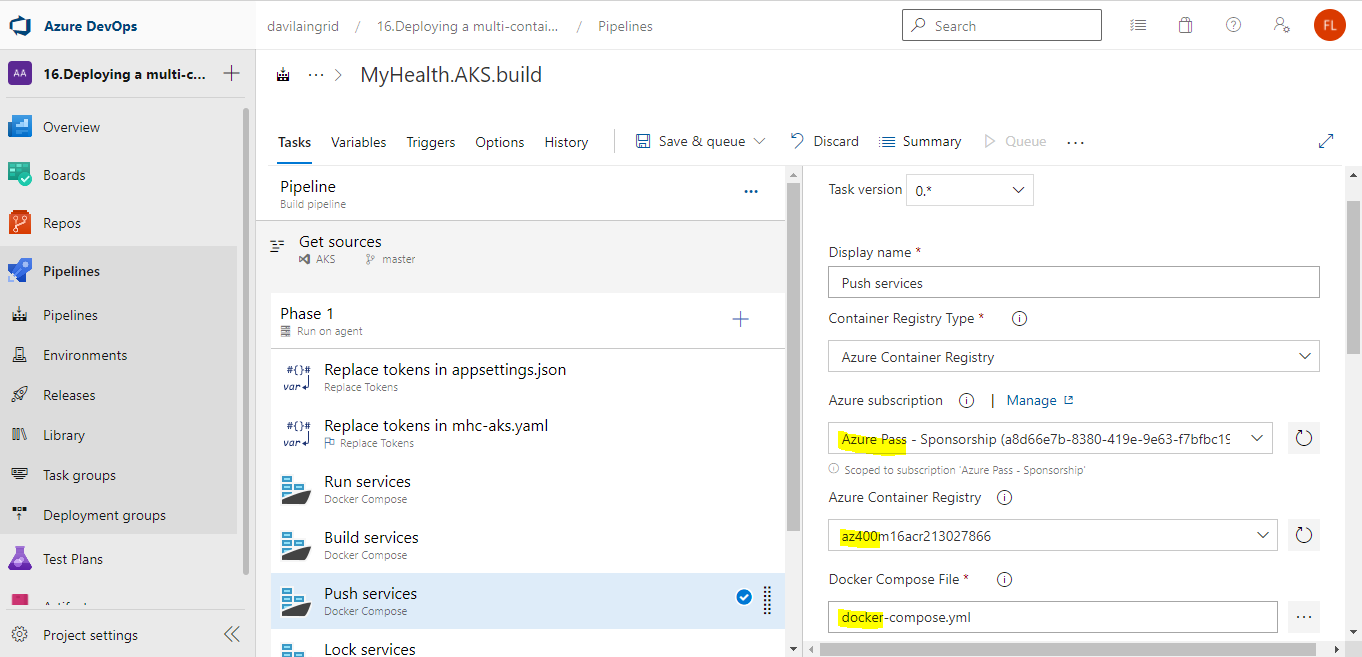 Azure DevOps
davilaingrid / 16.Deploying a multi-contai... / Pipelines
Search
FL
AA 16.Deploying a multi-c...
··· MyHealth.AKS.build
Overview
Boards
Repos
Pipelines
Pipelines
Environments
Releases
Library
Task groups
Deployment groups
Test Plans
Project settings
Tasks Variables Triggers Options History
Save & queue Discard Summary Queue ...
Pipeline ...
Build pipeline
Get sources
AKS master
Phase 1
Run on agent
#{}# Replace tokens in appsettings.json
var Replace Tokens
#{}# Replace tokens in mhc-aks.yaml
var Replace Tokens
Run services
Docker Compose
Build services
Docker Compose
Push services
Docker Compose
Lock services
Task version 0.*
Display name *
Push services
Container Registry Type *
Azure Container Registry
Azure subscription | Manage
Azure Pass - Sponsorship (a8d66e7b-8380-419e-9e63-f7bfbc19
Scoped to subscription 'Azure Pass - Sponsorship'
Azure Container Registry
az400m16acr213027866
Docker Compose File *
docker-compose.yml ...